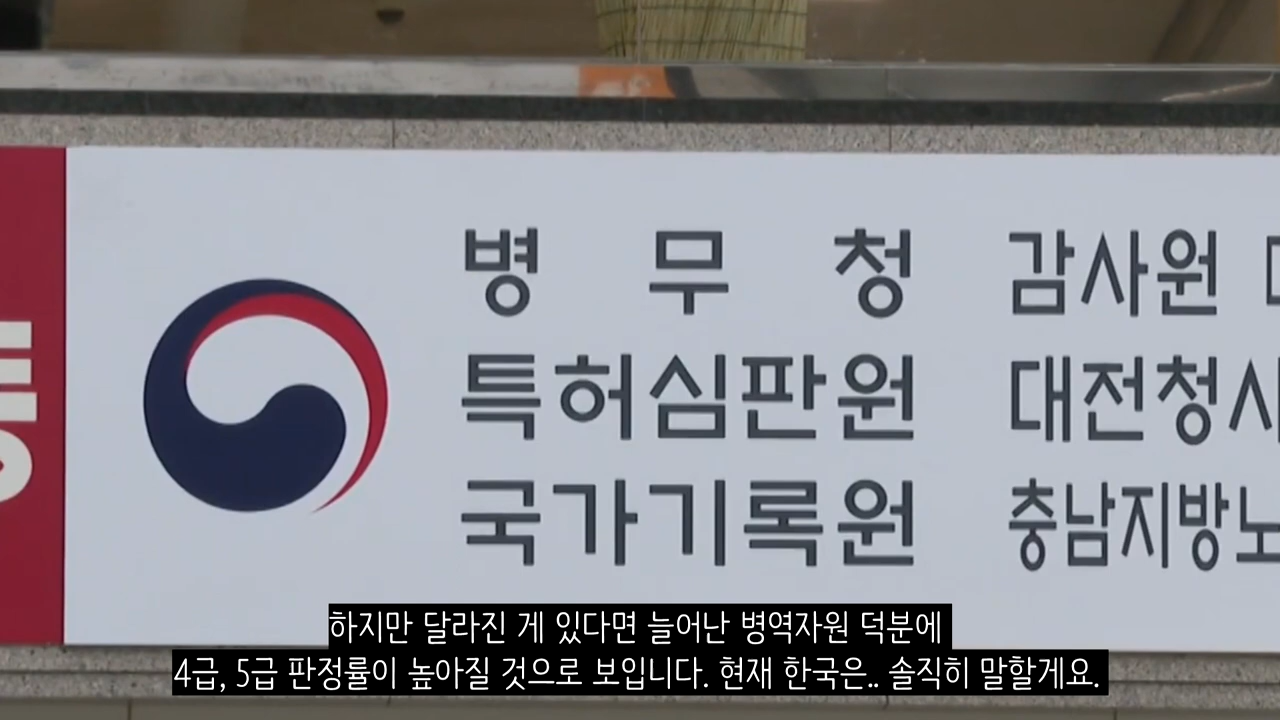 병무청 감사원
특허심판원 대전청사
국가기록원 충남지방노
하지만 달라진 게 있다면 늘어난 병역자원 덕분에
4급, 5급 판정률이 높아질 것으로 보입니다. 현재 한국은.. 솔직히 말할게요.